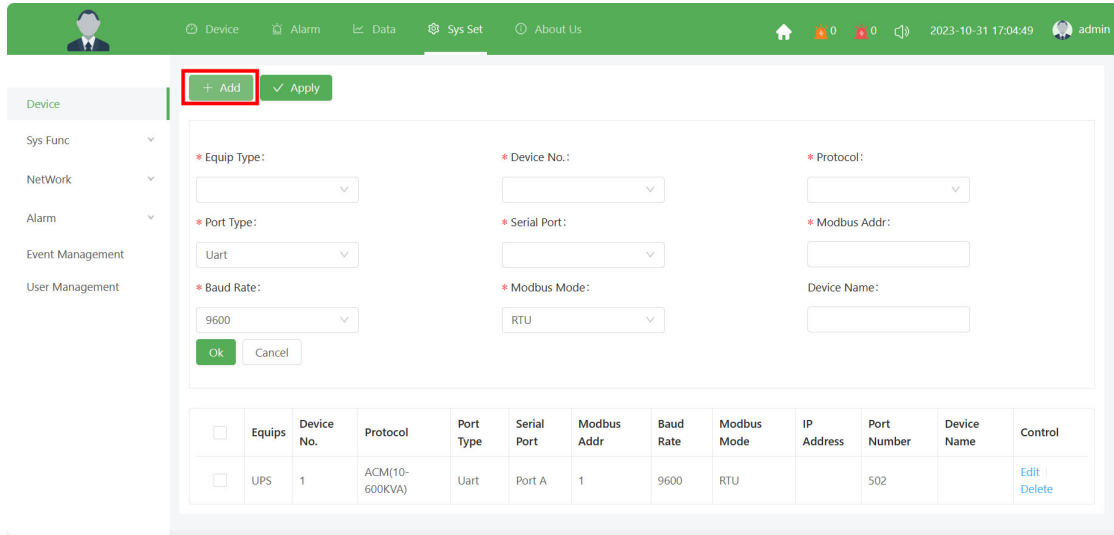 Device Alarm Data Sys Set About Us 0 0 2023-10-31 17:04:49 admin
+ Add Apply
Device
Sys Func
NetWork
Alarm
Event Management
User Management
* Equip Type: * Device No.: * Protocol:
* Port Type: * Serial Port: * Modbus Addr:
Uart
* Baud Rate: * Modbus Mode: Device Name:
9600 RTU
Ok Cancel
Equips Device No. Protocol Port Type Serial Port Modbus Addr Baud Rate Modbus Mode IP Address Port Number Device Name Control
UPS 1 ACM(10-600KVA) Uart Port A 1 9600 RTU 502 Edit Delete